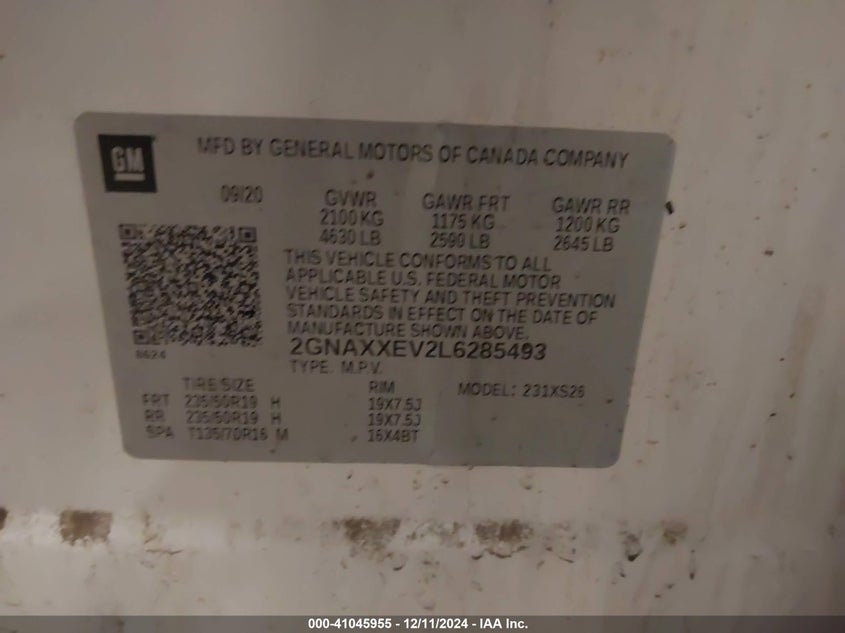 GM
MFD BY GENERAL MOTORS OF CANADA COMPANY
09/20 GVWR GAWR FRT GAWR RR
2100 KG 1175 KG 1200 KG
4630 LB 2590 LB 2645 LB
THIS VEHICLE CONFORMS TO ALL
APPLICABLE U.S. FEDERAL MOTOR
VEHICLE SAFETY AND THEFT PREVENTION
STANDARDS IN EFFECT ON THE DATE OF
MANUFACTURE SHOWN ABOVE.
8624
2GNAXXEV2L6285493
TYPE: M.P.V.
TIRE SIZE RIM MODEL: 231XS26
FRT 235/50R19 H 19X7.5J
RR 235/50R19 H 19X7.5J
SPA T135/70R16 M 16X4BT
000-41045955 - 12/11/2024 - IAA Inc.